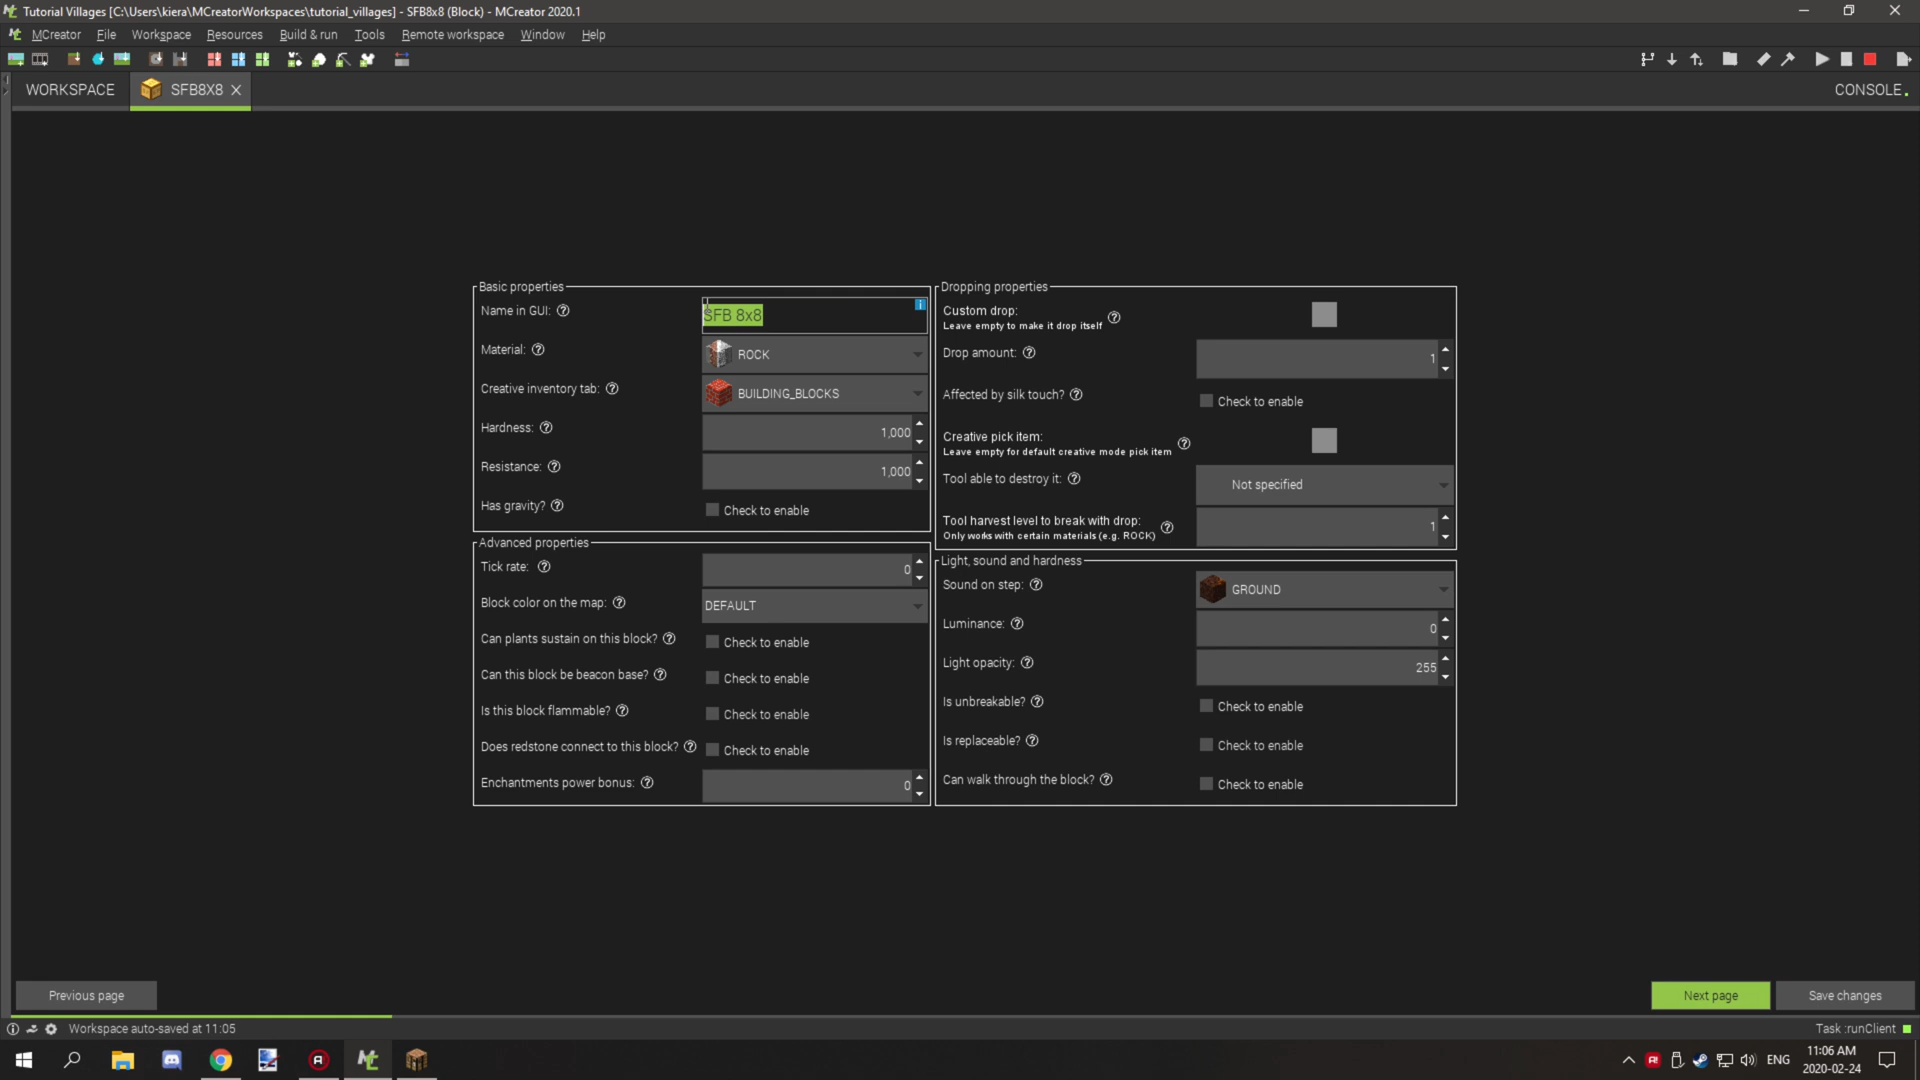 Tutorial Villages [C:\Users\kiera\MCreatorWorkspaces\tutorial_villages] - SFB8x8 (Block) - MCreator 2020.1
MCreator File Workspace Resources Build & run Tools Remote workspace Window Help
WORKSPACE SFB8X8 CONSOLE
Basic properties
Name in GUI: SFB 8x8
Material: ROCK
Creative inventory tab: BUILDING_BLOCKS
Hardness: 1,000
Resistance: 1,000
Has gravity? Check to enable
Advanced properties
Tick rate: 0
Block color on the map: DEFAULT
Can plants sustain on this block? Check to enable
Can this block be beacon base? Check to enable
Is this block flammable? Check to enable
Does redstone connect to this block? Check to enable
Enchantments power bonus: 0
Dropping properties
Custom drop:
Leave empty to make it drop itself
Drop amount: 1
Affected by silk touch? Check to enable
Creative pick item:
Leave empty for default creative mode pick item
Tool able to destroy it: Not specified
Tool harvest level to break with drop: 1
Only works with certain materials (e.g. ROCK)
Light, sound and hardness
Sound on step: GROUND
Luminance: 0
Light opacity: 255
Is unbreakable? Check to enable
Is replaceable? Check to enable
Can walk through the block? Check to enable
Previous page Next page Save changes
Workspace auto-saved at 11:05 Task :runClient
ENG 11:06 AM
2020-02-24